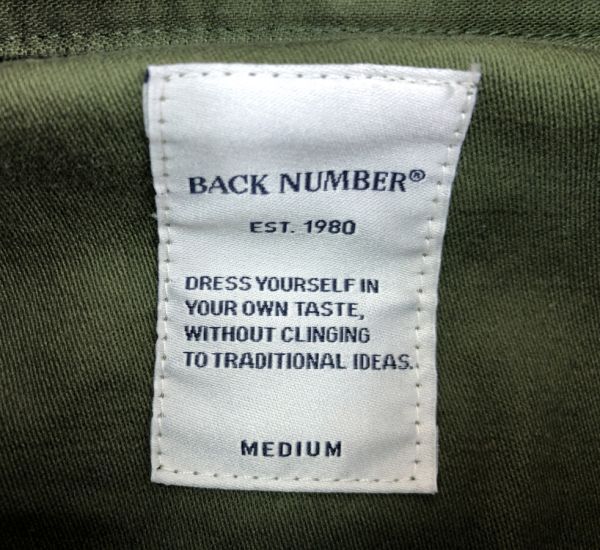 BACK NUMBER®
EST. 1980
DRESS YOURSELF IN
YOUR OWN TASTE,
WITHOUT CLINGING
TO TRADITIONAL IDEAS.
MEDIUM